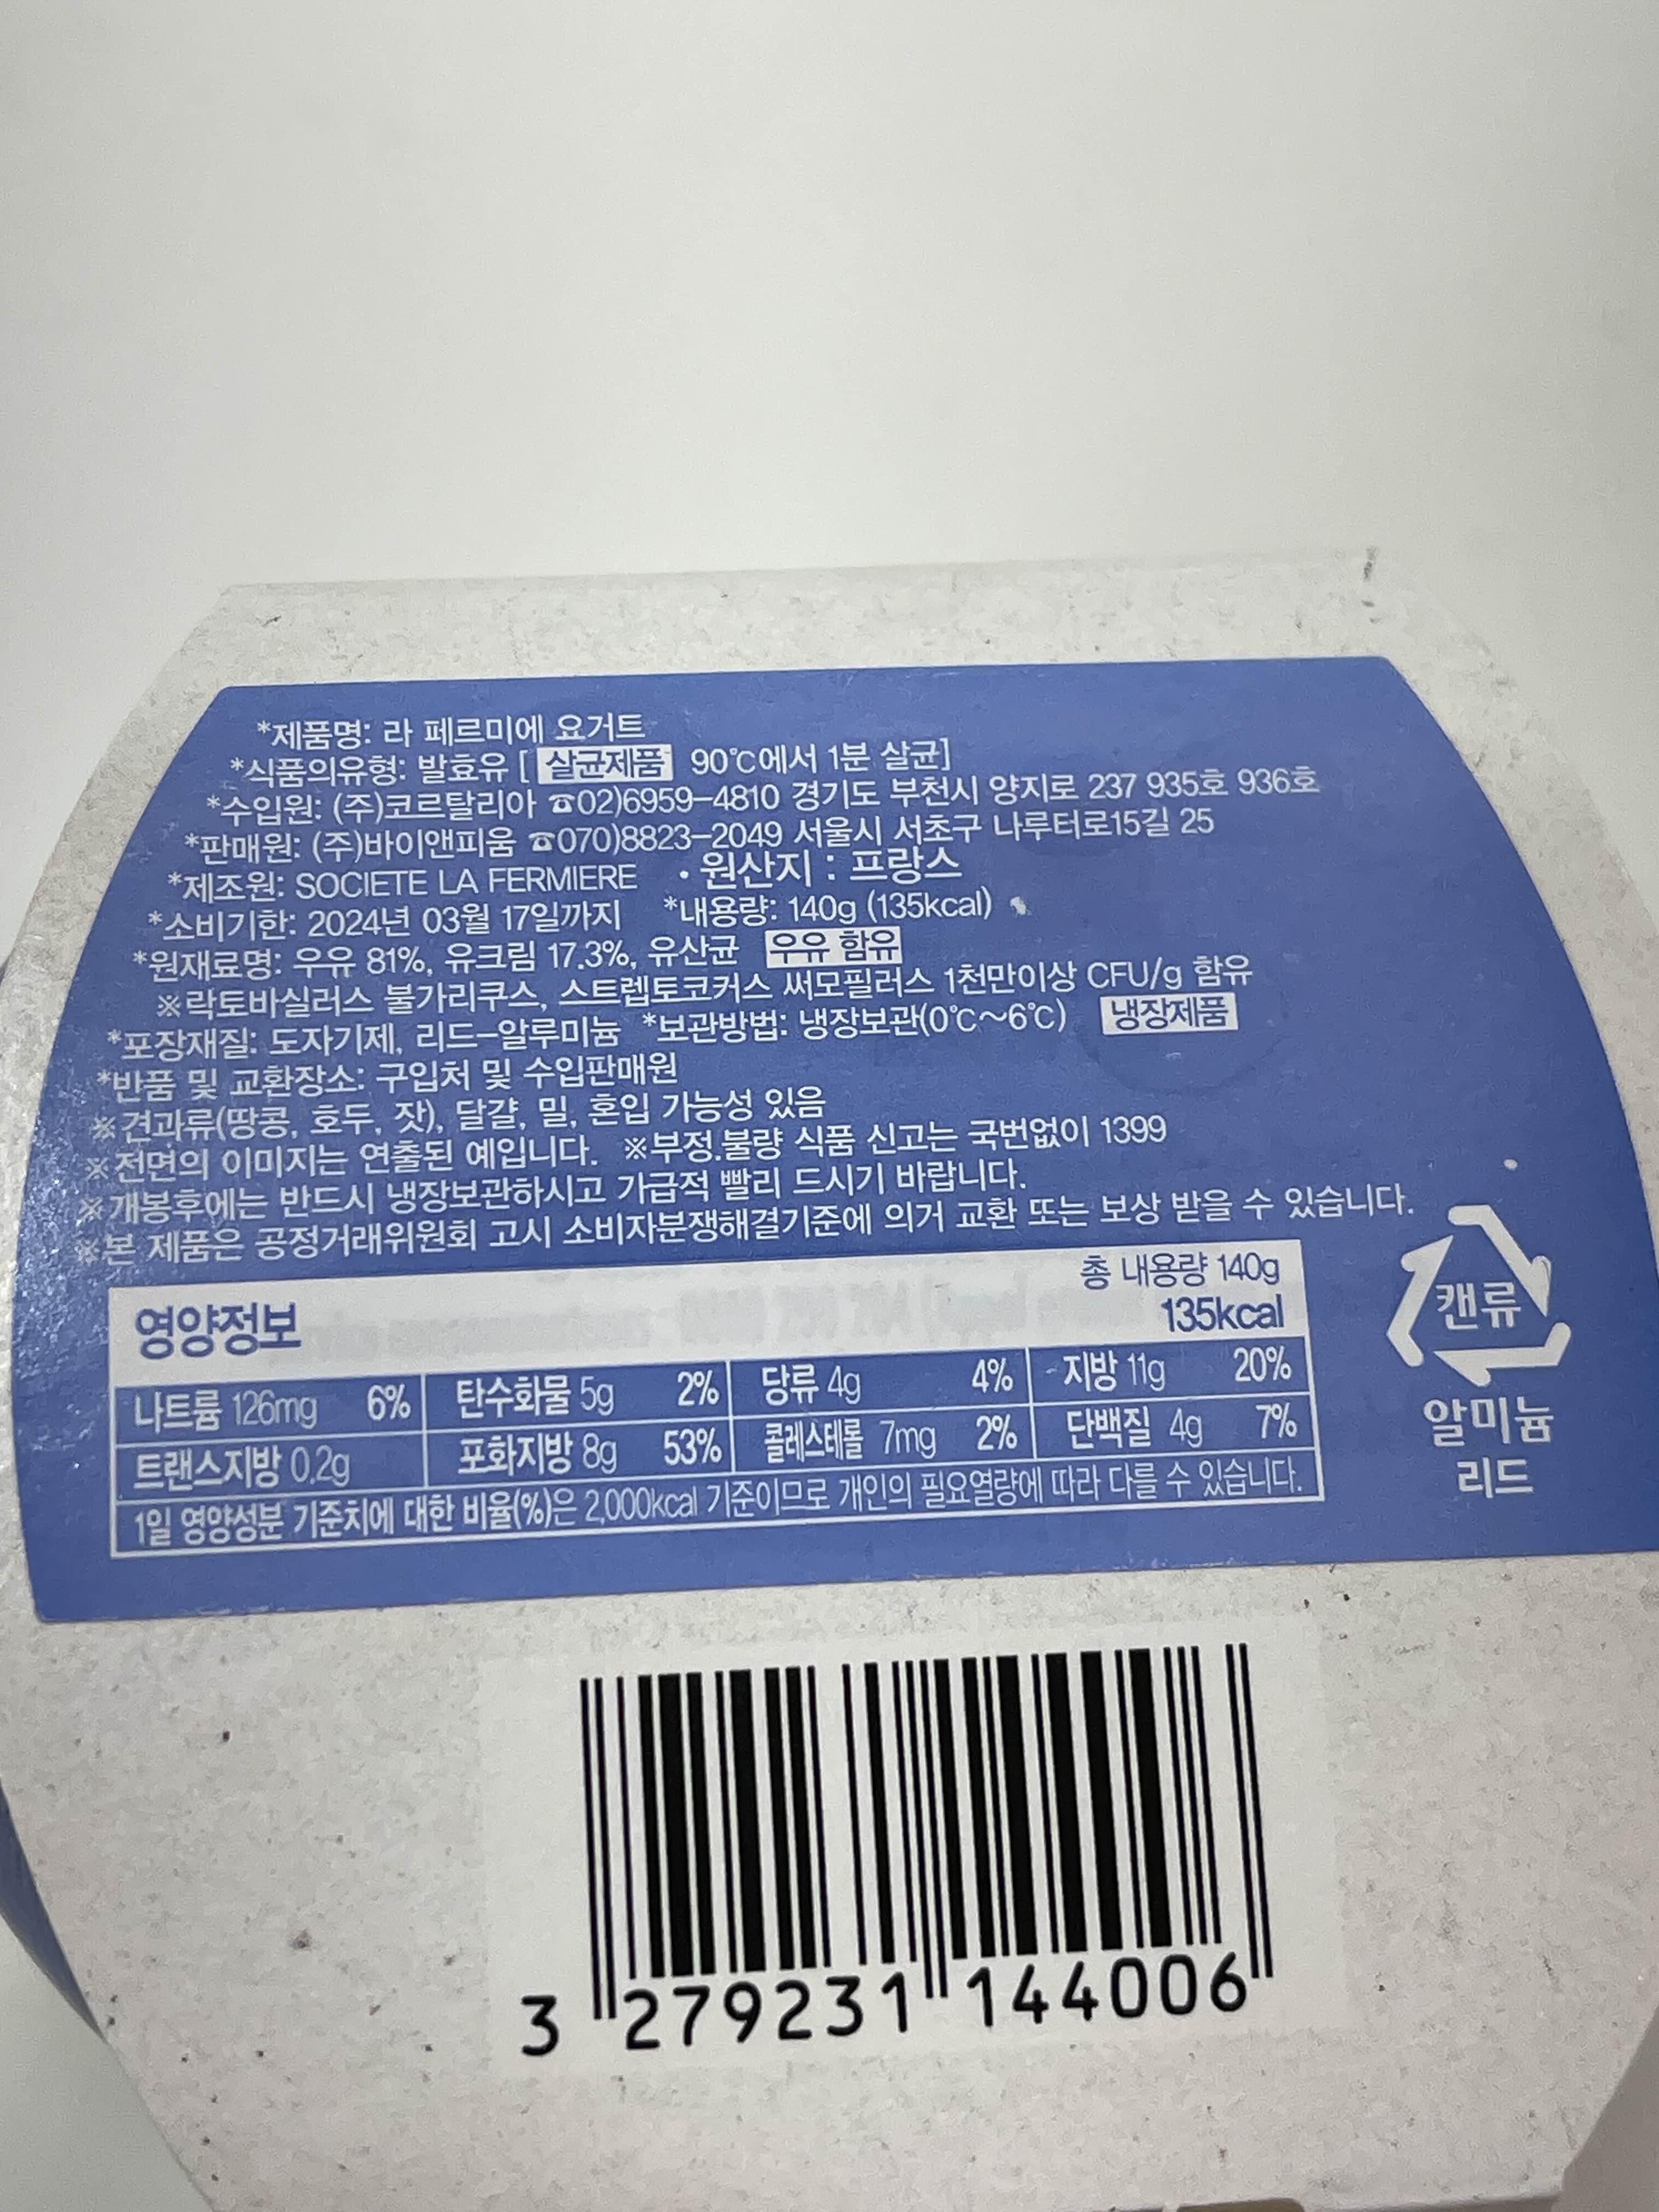 *제품명: 라 페르미에 요거트
*식품의유형: 발효유 [ 살균제품 90℃에서 1분 살균]
*수입원: (주)코르탈리아 ☎02)6959-4810 경기도 부천시 양지로 237 935호 936호
*판매원: (주)바이앤피움 ☎070)8823-2049 서울시 서초구 나루터로15길 25
*제조원: SOCIETE LA FERMIERE • 원산지 : 프랑스
*소비기한: 2024년 03월 17일까지 *내용량: 140g (135kcal)
*원재료명: 우유 81%, 유크림 17.3%, 유산균 우유 함유
※락토바실러스 불가리쿠스, 스트렙토코커스 써모필러스 1천만이상 CFU/g 함유
*포장재질: 도자기제, 리드-알루미늄 *보관방법: 냉장보관(0℃~6℃) 냉장제품
*반품 및 교환장소: 구입처 및 수입판매원
※견과류(땅콩, 호두, 잣), 달걀, 밀, 혼입 가능성 있음
※전면의 이미지는 연출된 예입니다. ※부정.불량 식품 신고는 국번없이 1399
※개봉후에는 반드시 냉장보관하시고 가급적 빨리 드시기 바랍니다.
※본 제품은 공정거래위원회 고시 소비자분쟁해결기준에 의거 교환 또는 보상 받을 수 있습니다.
영양정보
총 내용량 140g
135kcal
나트륨 126mg 6% 탄수화물 5g 2% 당류 4g 4% 지방 11g 20%
트랜스지방 0.2g 포화지방 8g 53% 콜레스테롤 7mg 2% 단백질 4g 7%
1일 영양성분 기준치에 대한 비율(%)은 2,000kcal 기준이므로 개인의 필요열량에 따라 다를 수 있습니다.
캔류
알미늄
리드
3 279231 144006